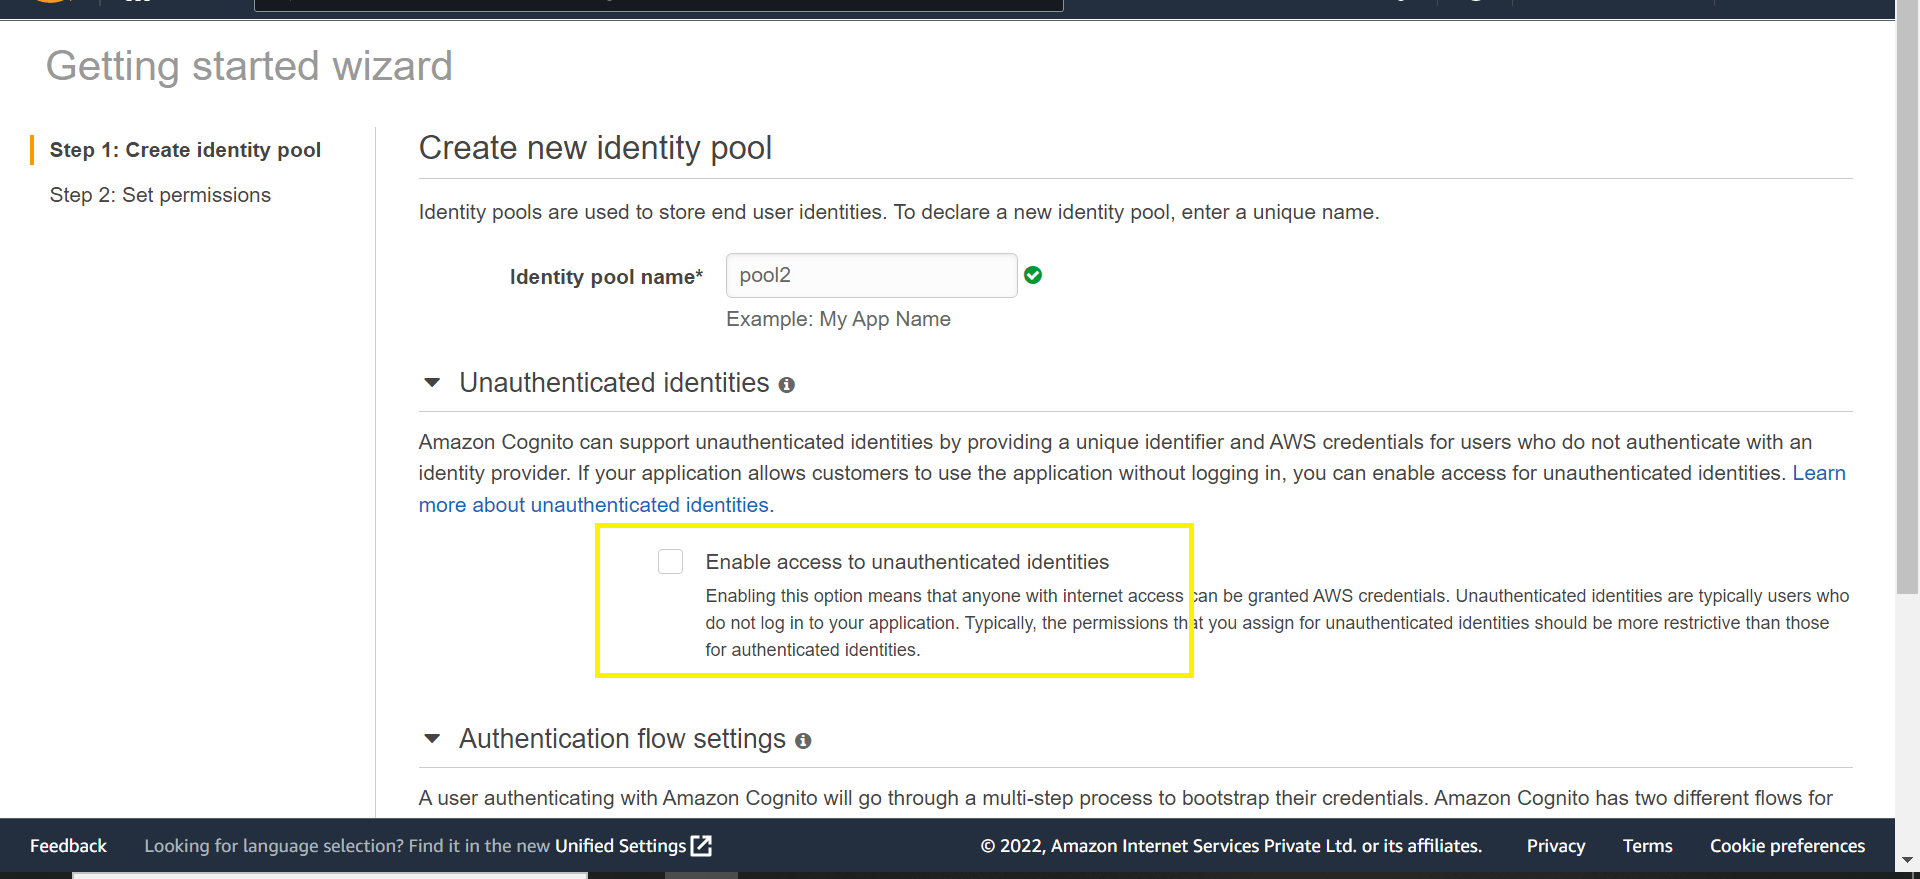 Getting started wizard
Step 1: Create identity pool
Step 2: Set permissions
Create new identity pool
Identity pools are used to store end user identities. To declare a new identity pool, enter a unique name.
Identity pool name* pool2
Example: My App Name
Unauthenticated identities
Amazon Cognito can support unauthenticated identities by providing a unique identifier and AWS credentials for users who do not authenticate with an
identity provider. If your application allows customers to use the application without logging in, you can enable access for unauthenticated identities. Learn
more about unauthenticated identities.
Enable access to unauthenticated identities
Enabling this option means that anyone with internet access can be granted AWS credentials. Unauthenticated identities are typically users who
do not log in to your application. Typically, the permissions that you assign for unauthenticated identities should be more restrictive than those
for authenticated identities.
Authentication flow settings
A user authenticating with Amazon Cognito will go through a multi-step process to bootstrap their credentials. Amazon Cognito has two different flows for
Feedback Looking for language selection? Find it in the new Unified Settings © 2022, Amazon Internet Services Private Ltd. or its affiliates. Privacy Terms Cookie preferences